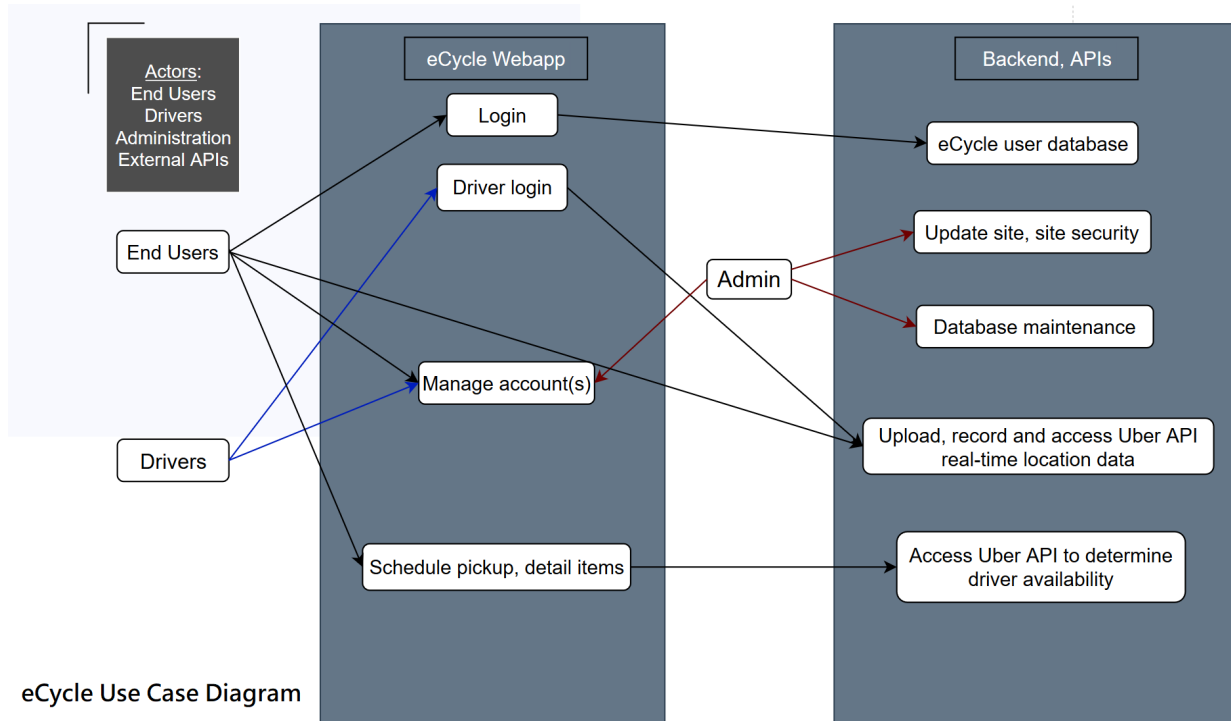 Actors:
End Users
Drivers
Administration
External APIs
eCycle Webapp
Backend, APIs
Login
eCycle user database
Driver login
End Users
Update site, site security
Admin
Database maintenance
Manage account(s)
Drivers
Upload, record and access Uber API
real-time location data
Schedule pickup, detail items
Access Uber API to determine
driver availability
eCycle Use Case Diagram